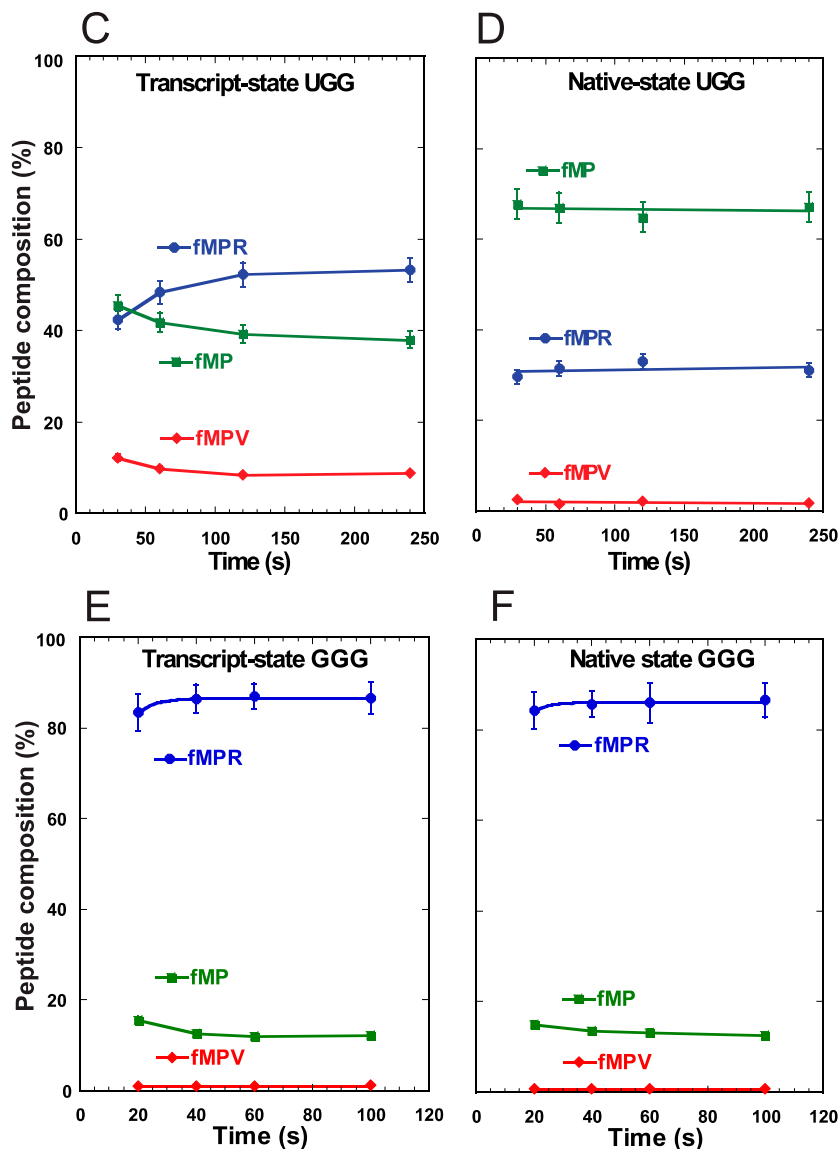 C
Transcript-state UGG
Peptide composition (%)
100
80
60
40
20
0
fMPR
fMP
fMPV
0 50 100 150 200 250
Time (s)
D
Native-state UGG
fMP
fMPR
fMPV
0 50 100 150 200 250
Time (s)
E
Transcript-state GGG
Peptide composition (%)
100
80
60
40
20
0
fMPR
fMP
fMPV
0 20 40 60 80 100 120
Time (s)
F
Native state GGG
fMPR
fMP
fMPV
0 20 40 60 80 100 120
Time (s)